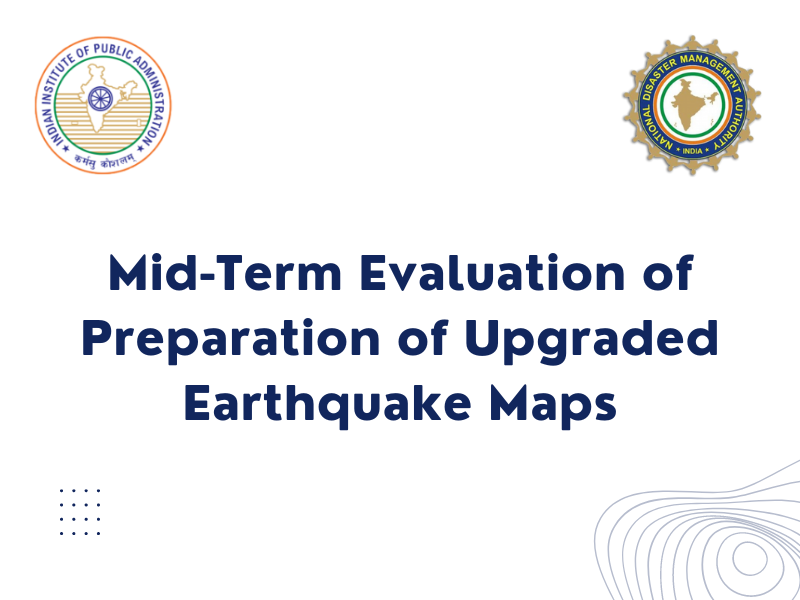 INDIAN INSTITUTE OF PUBLIC ADMINISTRATION
कर्मसु कौशलम्
NATIONAL DISASTER MANAGEMENT AUTHORITY
INDIA
Mid-Term Evaluation of
Preparation of Upgraded
Earthquake Maps